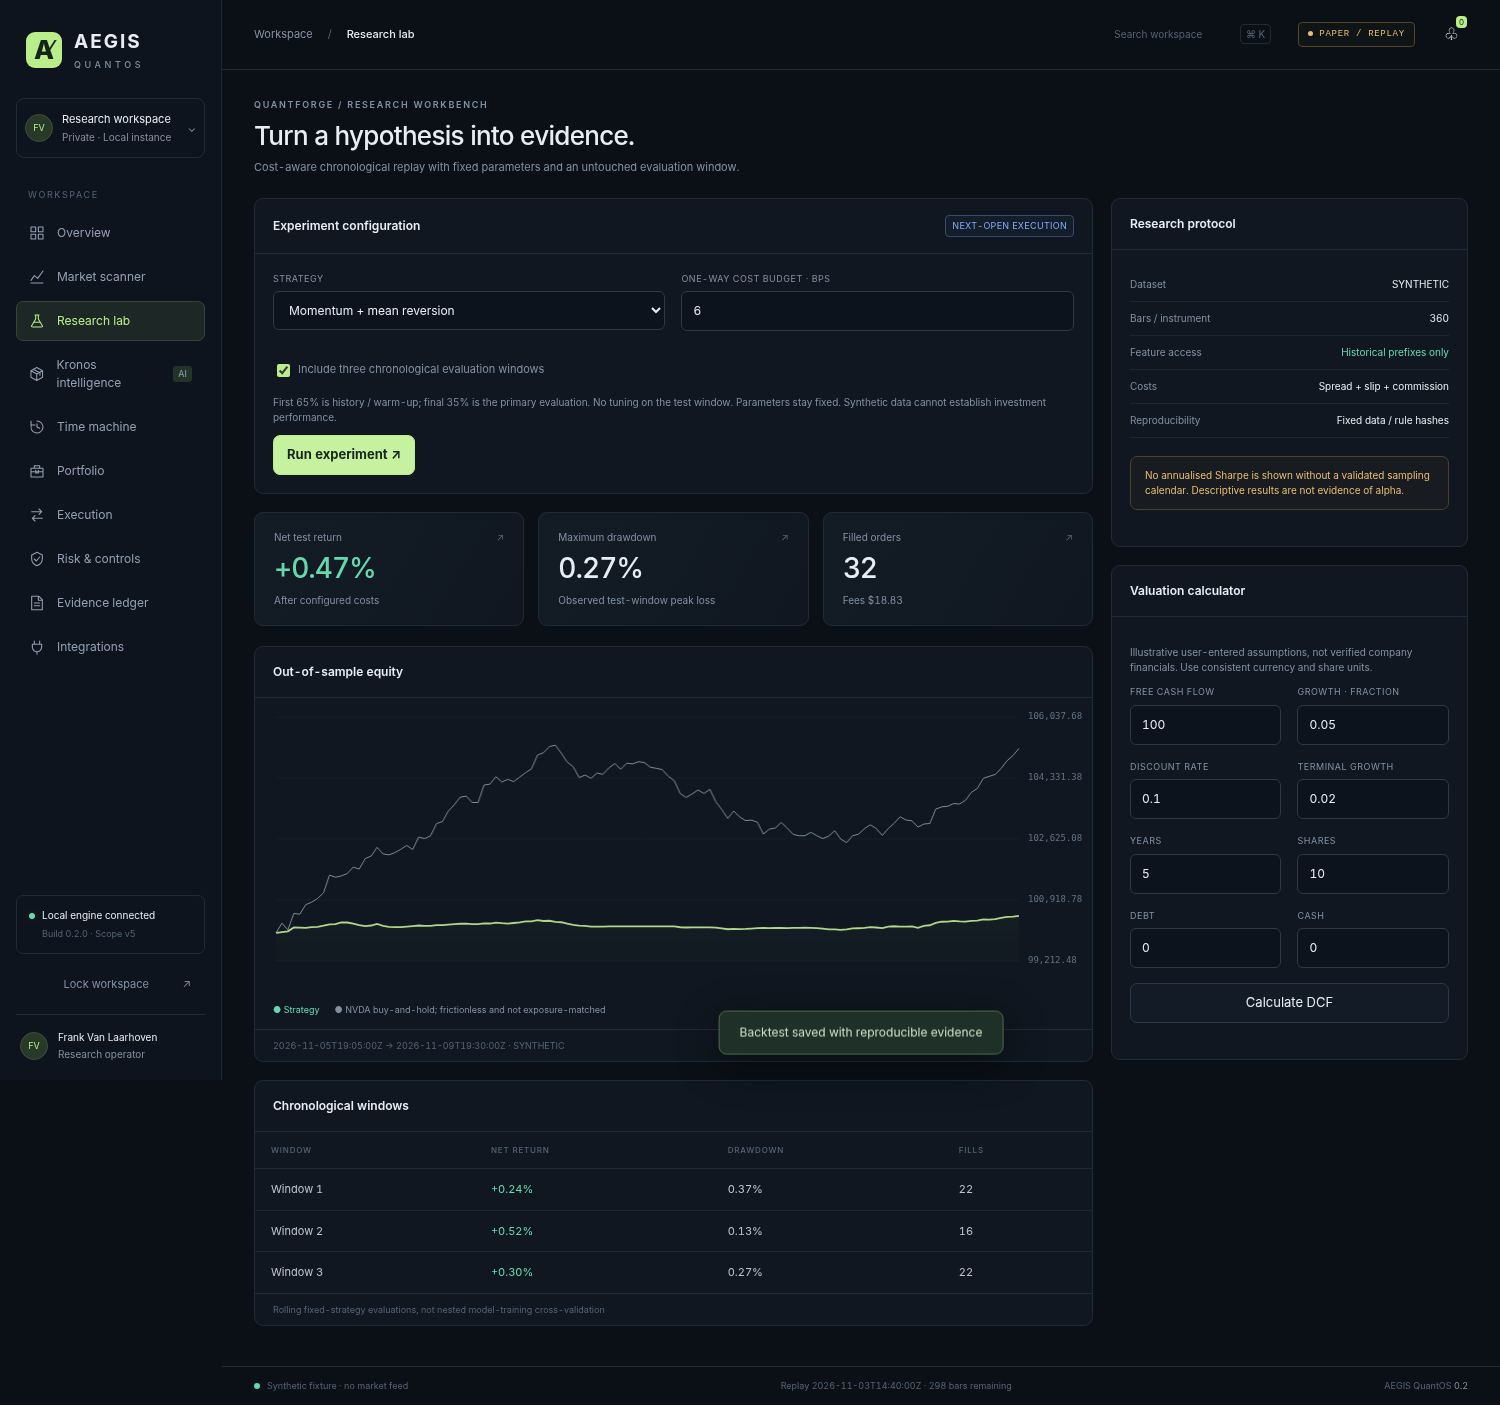 AEGIS
QUANTOS
FV
Research workspace
Private · Local instance
WORKSPACE
Overview
Market scanner
Research lab
Kronos
intelligence
AI
Time machine
Portfolio
Execution
Risk & controls
Evidence ledger
Integrations
Local engine connected
Build 0.2.0 · Scope v5
Lock workspace ↗
FV
Frank Van Laarhoven
Research operator
Workspace / Research lab
Search workspace
⌘ K
PAPER / REPLAY
0
QUANTFORGE / RESEARCH WORKBENCH
Turn a hypothesis into evidence.
Cost-aware chronological replay with fixed parameters and an untouched evaluation window.
Experiment configuration
NEXT-OPEN EXECUTION
STRATEGY
Momentum + mean reversion
ONE-WAY COST BUDGET · BPS
6
Include three chronological evaluation windows
First 65% is history / warm-up; final 35% is the primary evaluation. No tuning on the test window. Parameters stay fixed. Synthetic data cannot establish investment
performance.
Run experiment ↗
Net test return ↗
+0.47%
After configured costs
Maximum drawdown ↗
0.27%
Observed test-window peak loss
Filled orders ↗
32
Fees $18.83
Out-of-sample equity
106,037.68
104,331.38
102,625.08
100,918.78
99,212.48
Strategy
NVDA buy-and-hold; frictionless and not exposure-matched
2026-11-05T19:05:00Z → 2026-11-09T19:30:00Z · SYNTHETIC
Backtest saved with reproducible evidence
Chronological windows
WINDOW NET RETURN DRAWDOWN FILLS
Window 1 +0.24% 0.37% 22
Window 2 +0.52% 0.13% 16
Window 3 +0.30% 0.27% 22
Rolling fixed-strategy evaluations, not nested model-training cross-validation
Research protocol
Dataset SYNTHETIC
Bars / instrument 360
Feature access Historical prefixes only
Costs Spread + slip + commission
Reproducibility Fixed data / rule hashes
No annualised Sharpe is shown without a validated sampling
calendar. Descriptive results are not evidence of alpha.
Valuation calculator
Illustrative user-entered assumptions, not verified company
financials. Use consistent currency and share units.
FREE CASH FLOW GROWTH · FRACTION
100 0.05
DISCOUNT RATE TERMINAL GROWTH
0.1 0.02
YEARS SHARES
5 10
DEBT CASH
0 0
Calculate DCF
Synthetic fixture · no market feed
Replay 2026-11-03T14:40:00Z · 298 bars remaining
AEGIS QuantOS 0.2